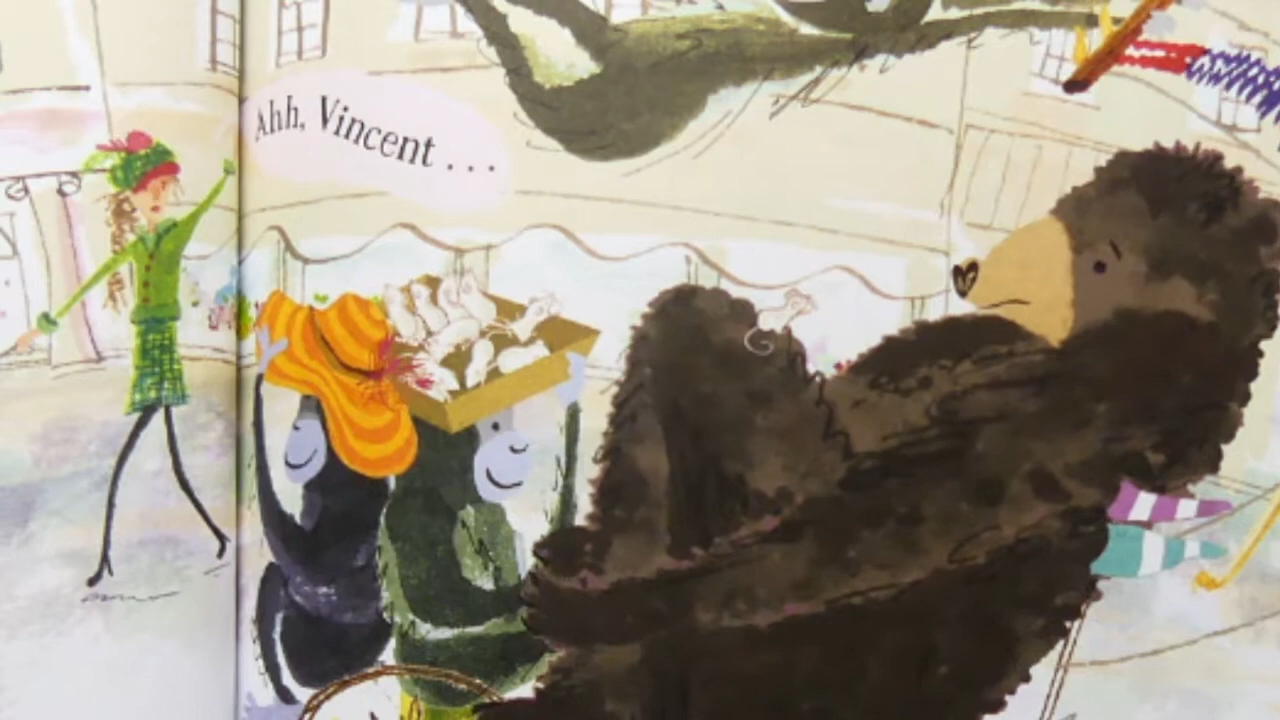 Ahh, Vincent . . .